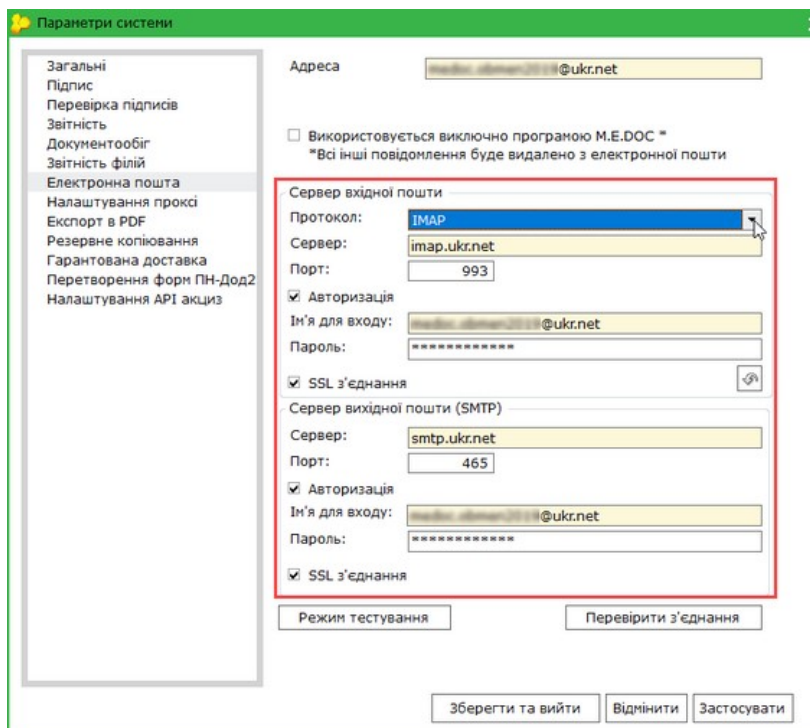 Параметри системи
Загальні
Підпис
Перевірка підписів
Звітність
Документообіг
Звітність філій
Електронна пошта
Налаштування проксі
Експорт в PDF
Резервне копіювання
Гарантована доставка
Перетворення форм ПН-Дод2
Налаштування API акциз
Адреса @ukr.net
Використовується виключно програмою M.E.DOC *
*Всі інші повідомлення буде видалено з електронної пошти
Сервер вхідної пошти
Протокол: IMAP
Сервер: imap.ukr.net
Порт: 993
Авторизація
Ім'я для входу: @ukr.net
Пароль: ************
SSL з'єднання
Сервер вихідної пошти (SMTP)
Сервер: smtp.ukr.net
Порт: 465
Авторизація
Ім'я для входу: @ukr.net
Пароль: ************
SSL з'єднання
Режим тестування Перевірити з'єднання
Зберегти та вийти Відмінити Застосувати